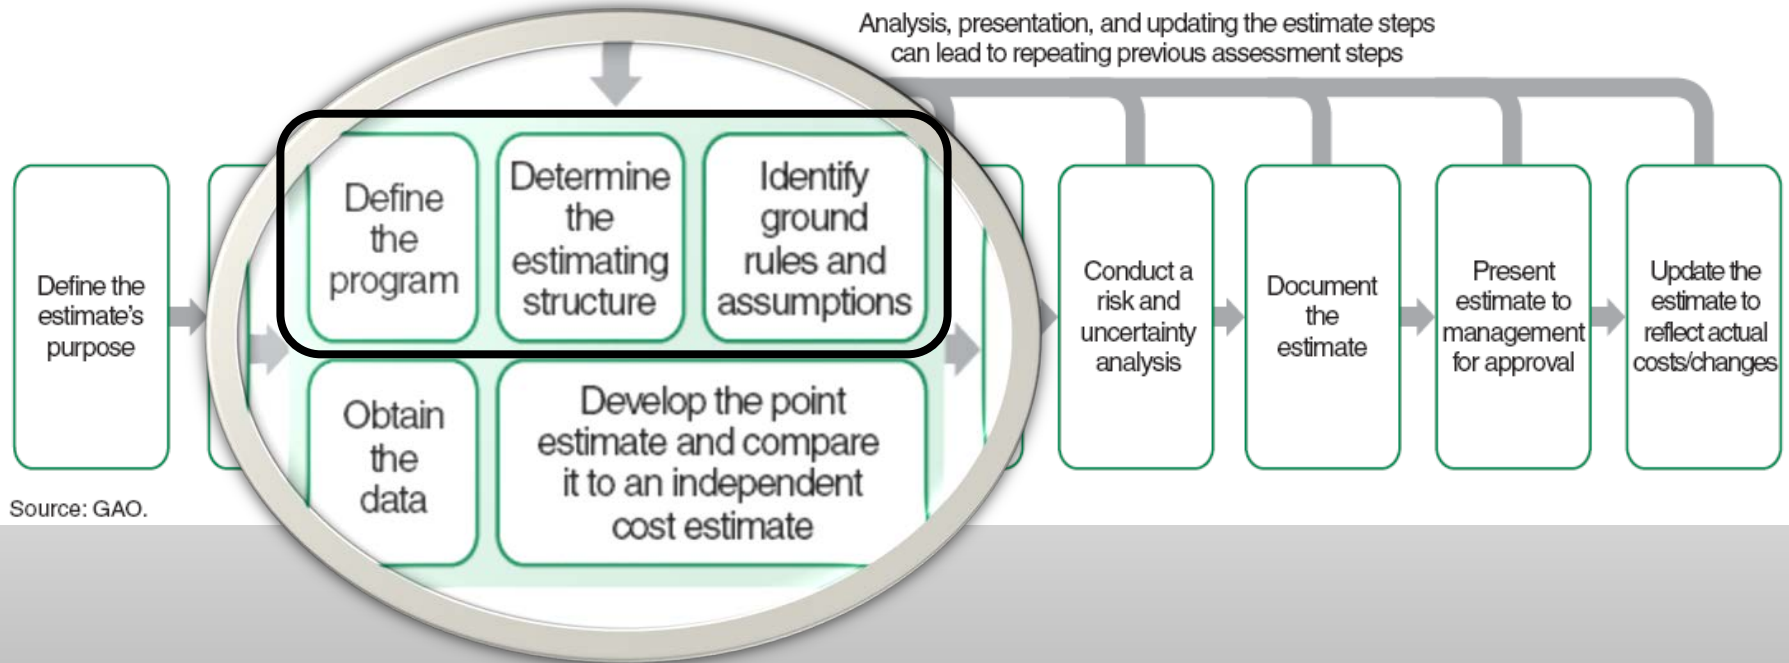 Analysis, presentation, and updating the estimate steps
can lead to repeating previous assessment steps
Define the
estimate's
purpose
Define
the
program
Determine
the
estimating
structure
Identify
ground
rules and
assumptions
Obtain
the
data
Develop the point
estimate and compare
it to an independent
cost estimate
Conduct a
risk and
uncertainty
analysis
Document
the
estimate
Present
estimate to
management
for approval
Update the
estimate to
reflect actual
costs/changes
Source: GAO.